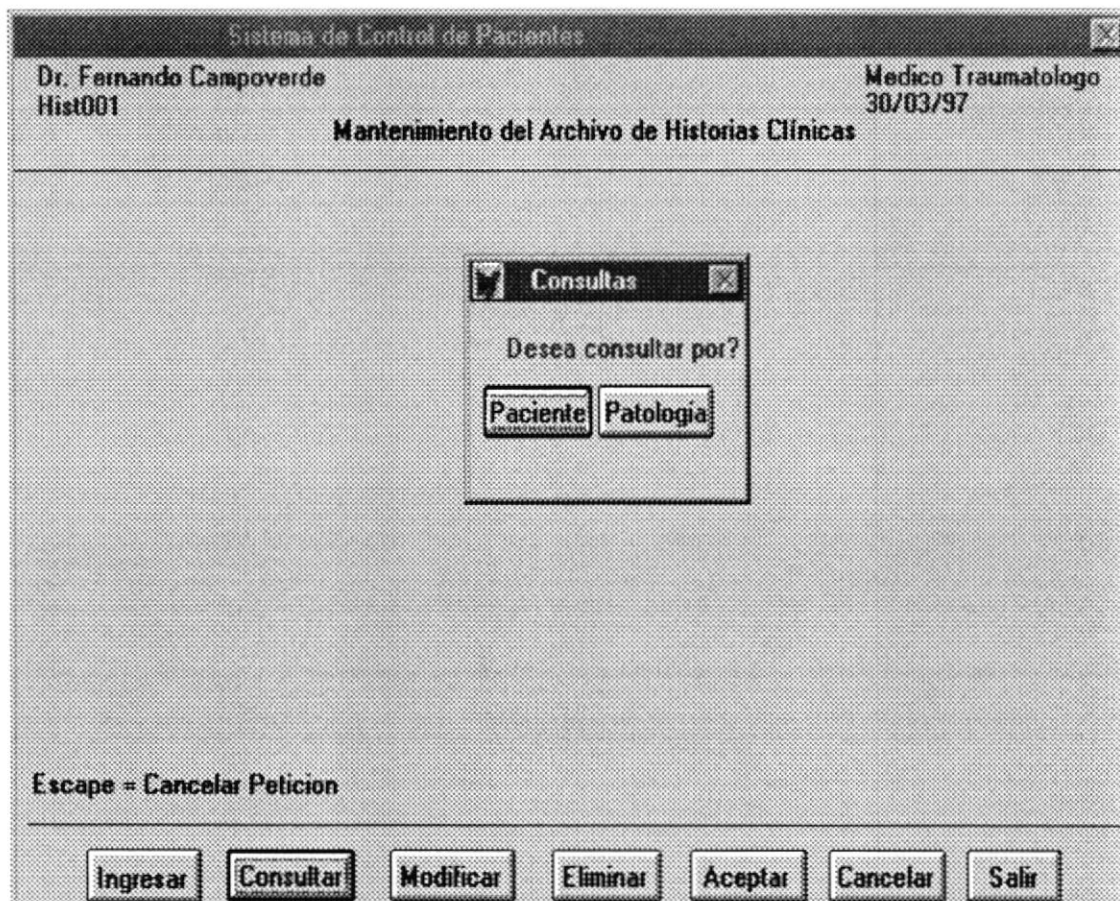 Sistema de Control de Pacientes
Dr. Fernando Campoverde Medico Traumatologo
Hist001 30/03/97
Mantenimiento del Archivo de Historias Clínicas
Consultas
Desea consultar por?
Paciente Patología
Escape = Cancelar Peticion
Ingresar Consultar Modificar Eliminar Aceptar Cancelar Salir